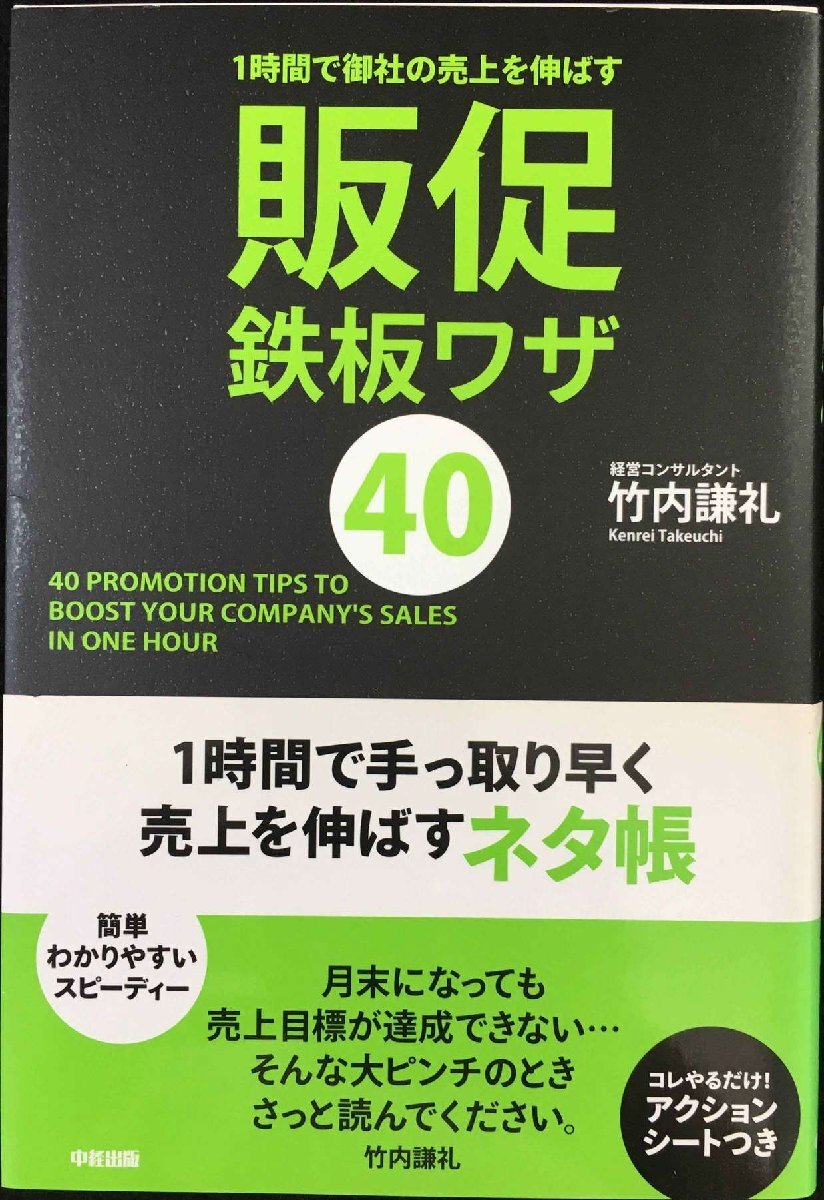 1時間で御社の売上を伸ばす
販促
鉄板ワザ
40
経営コンサルタント
竹内謙礼
Kenrei Takeuchi
40 PROMOTION TIPS TO
BOOST YOUR COMPANY'S SALES
IN ONE HOUR
1時間で手っ取り早く
売上を伸ばすネタ帳
簡単
わかりやすい
スピーディー
月末になっても
売上目標が達成できない…
そんな大ピンチのとき
さっと読んでください。
竹内謙礼
コレやるだけ!
アクション
シートつき
中経出版